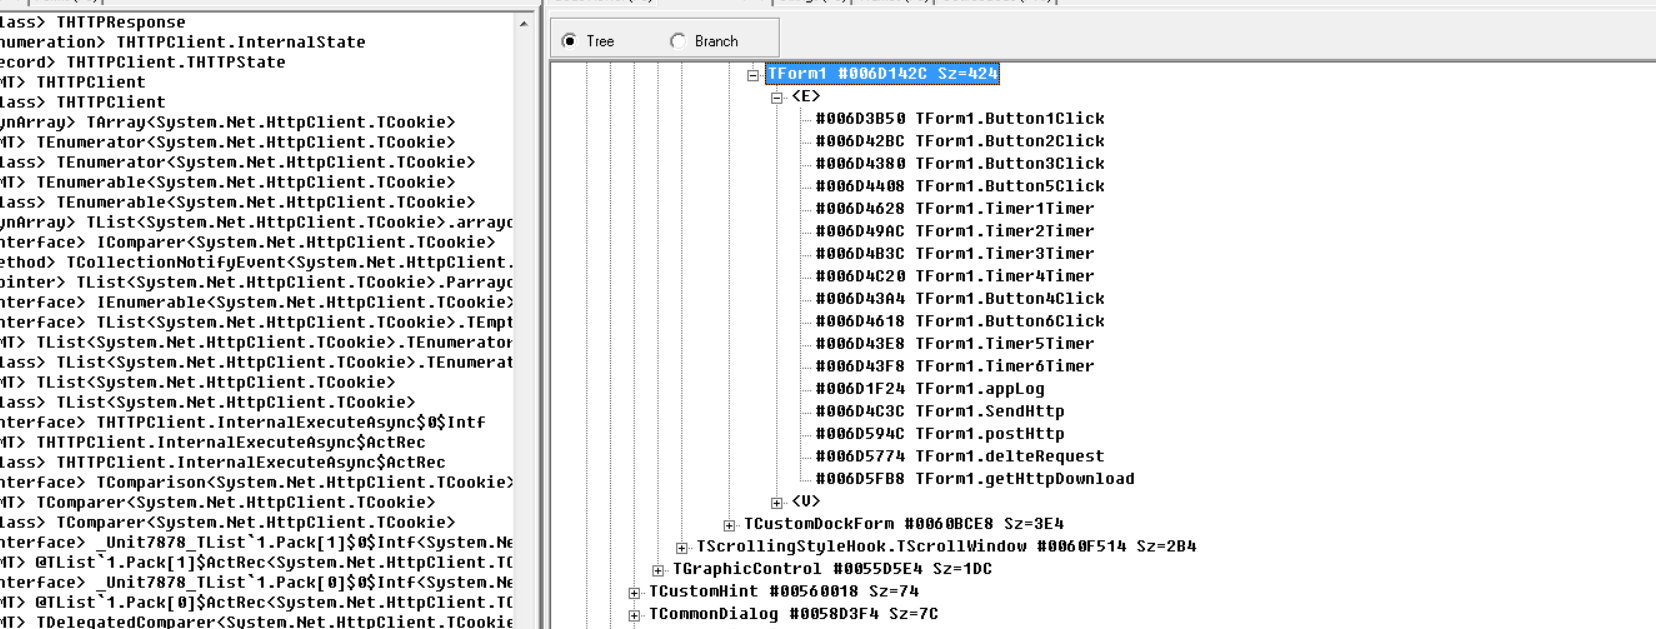 lass> THTTPResponse
numeration> THTTPClient.InternalState
ecord> THTTPClient.THTTPState
MT> THTTPClient
lass> THTTPClient
ynArray> TArray<System.Net.HttpClient.TCookie>
MT> TEnumerator<System.Net.HttpClient.TCookie>
lass> TEnumerator<System.Net.HttpClient.TCookie>
MT> TEnumerable<System.Net.HttpClient.TCookie>
lass> TEnumerable<System.Net.HttpClient.TCookie>
ynArray> TList<System.Net.HttpClient.TCookie>.arrayo
nterface> IComparer<System.Net.HttpClient.TCookie>
ethod> TCollectionNotifyEvent<System.Net.HttpClient.
ointer> TList<System.Net.HttpClient.TCookie>.Parrayo
nterface> IEnumerable<System.Net.HttpClient.TCookie>
nterface> TList<System.Net.HttpClient.TCookie>.TEmpt
MT> TList<System.Net.HttpClient.TCookie>.TEnumerator
lass> TList<System.Net.HttpClient.TCookie>.TEnumerat
MT> TList<System.Net.HttpClient.TCookie>
lass> TList<System.Net.HttpClient.TCookie>
nterface> THTTPClient.InternalExecuteAsync$0$Intf
MT> THTTPClient.InternalExecuteAsync$ActRec
lass> THTTPClient.InternalExecuteAsync$ActRec
nterface> TComparison<System.Net.HttpClient.TCookie>
MT> TComparer<System.Net.HttpClient.TCookie>
lass> TComparer<System.Net.HttpClient.TCookie>
nterface> _Unit7878_TList`1.Pack[1]$0$Intf<System.Ne
MT> @TList`1.Pack[1]$ActRec<System.Net.HttpClient.TC
nterface> _Unit7878_TList`1.Pack[0]$0$Intf<System.Ne
MT> @TList`1.Pack[0]$ActRec<System.Net.HttpClient.TC
MT> TDelegatedComparer<System.Net.HttpClient.TCookie
Tree
Branch
TForm1 #006D142C Sz=424
<E>
#006D3B50 TForm1.Button1Click
#006D42BC TForm1.Button2Click
#006D4380 TForm1.Button3Click
#006D4408 TForm1.Button5Click
#006D4628 TForm1.Timer1Timer
#006D49AC TForm1.Timer2Timer
#006D4B3C TForm1.Timer3Timer
#006D4C20 TForm1.Timer4Timer
#006D43A4 TForm1.Button4Click
#006D4618 TForm1.Button6Click
#006D43E8 TForm1.Timer5Timer
#006D43F8 TForm1.Timer6Timer
#006D1F24 TForm1.appLog
#006D4C3C TForm1.SendHttp
#006D594C TForm1.postHttp
#006D5774 TForm1.delteRequest
#006D5FB8 TForm1.getHttpDownload
<V>
TCustomDockForm #0060BCE8 Sz=3E4
TScrollingStyleHook.TScrollWindow #0060F514 Sz=2B4
TGraphicControl #0055D5E4 Sz=1DC
TCustomHint #00560018 Sz=74
TCommonDialog #0058D3F4 Sz=7C